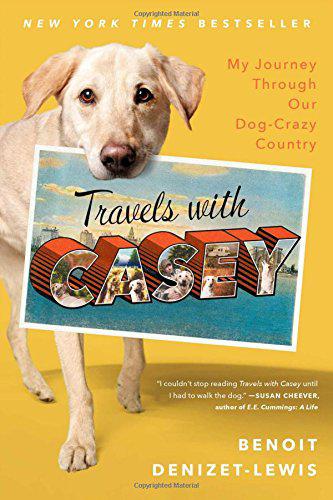 NEW YORK TIMES BESTSELLER
My Journey
Through
Our
Dog-Crazy
Country
Travels with
CASEY
"I couldn't stop reading Travels with Casey until
I had to walk the dog." —SUSAN CHEEVER,
author of E.E. Cummings: A Life
BENOIT
DENIZET-LEWIS